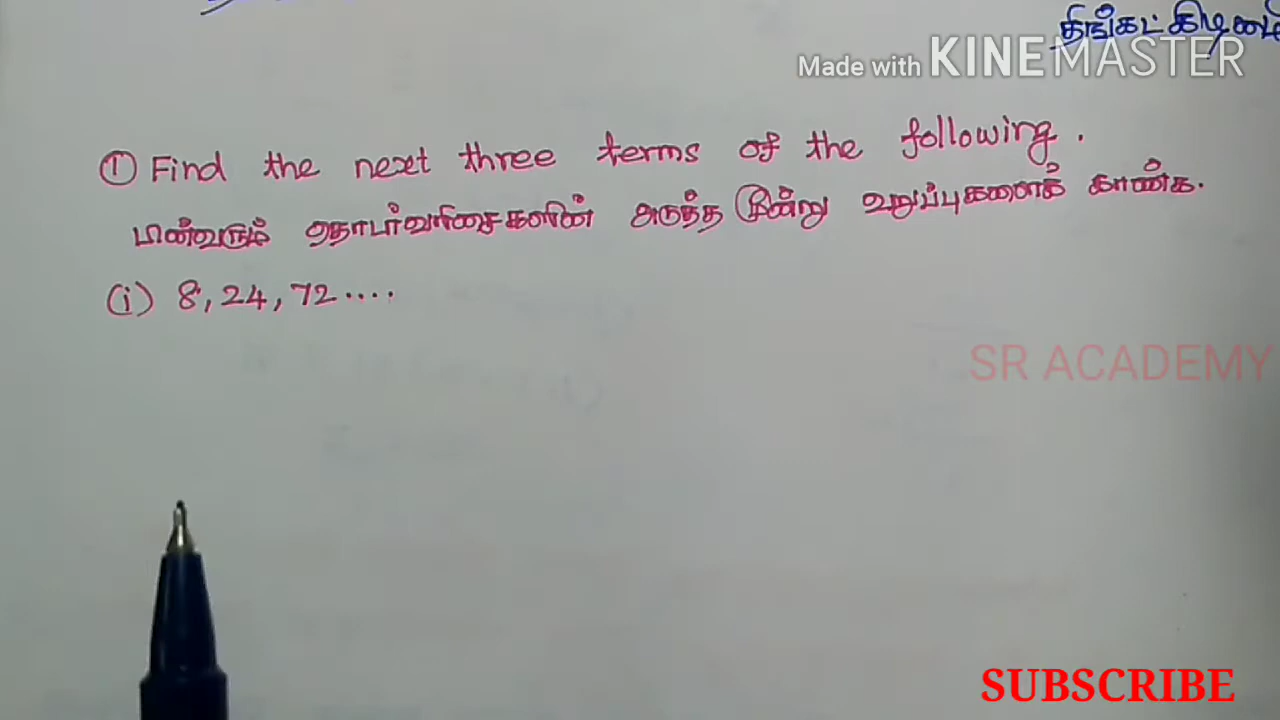 திங்கட்கிழமை
Made with KINEMASTER
① Find the next three terms of the following.
பின்வரும் தொடர்வரிசைகளின் அடுத்த மூன்று உறுப்புகளைக் காண்க.
(i) 8, 24, 72 ....
SR ACADEMY
SUBSCRIBE